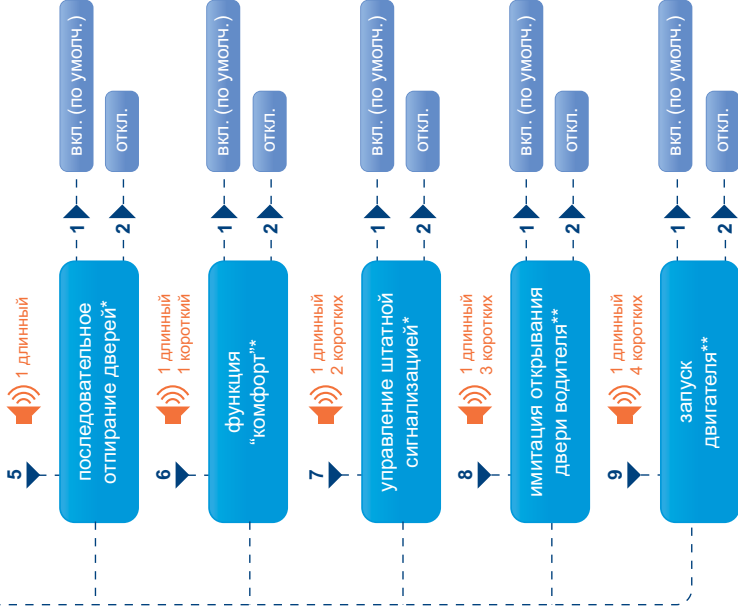 5
1 длинный
последовательное
отпирание дверей*
1
вкл. (по умолч.)
2
откл.
6
1 длинный
1 короткий
функция
“комфорт”*
1
вкл. (по умолч.)
2
откл.
7
1 длинный
2 коротких
управление штатной
сигнализацией*
1
вкл. (по умолч.)
2
откл.
8
1 длинный
3 коротких
имитация открывания
двери водителя**
1
вкл. (по умолч.)
2
откл.
9
1 длинный
4 коротких
запуск
двигателя**
1
вкл. (по умолч.)
2
откл.